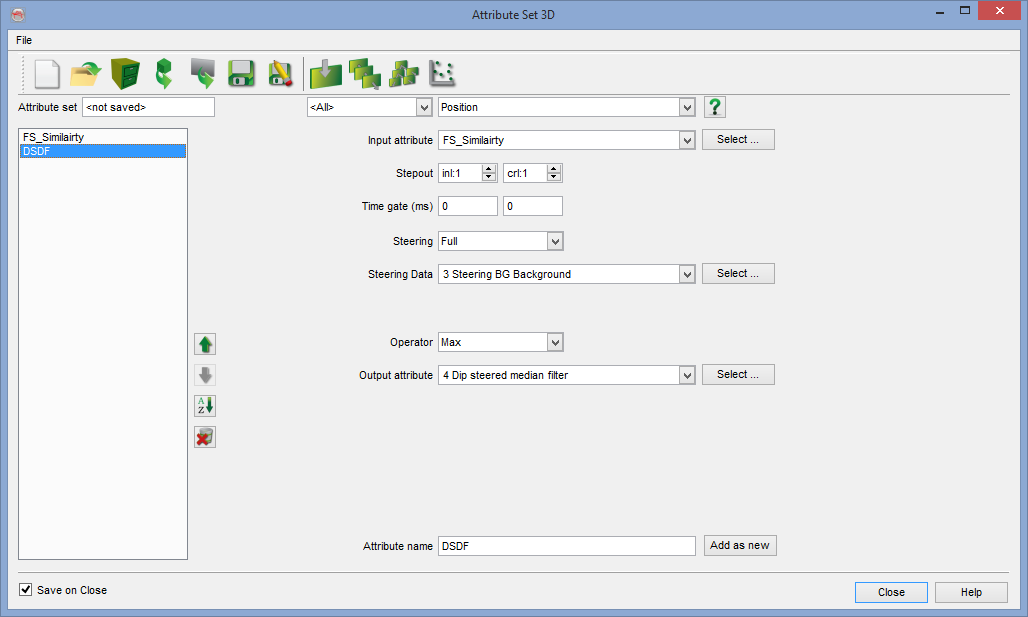 Attribute Set 3D
File
Attribute set <not saved> <All> Position
FS_Similairty
DSDF
Input attribute FS_Similairty Select ...
Stepout inl:1 crl:1
Time gate (ms) 0 0
Steering Full
Steering Data 3 Steering BG Background Select ...
Operator Max
Output attribute 4 Dip steered median filter Select ...
A
Z
Attribute name DSDF Add as new
Save on Close
Close Help